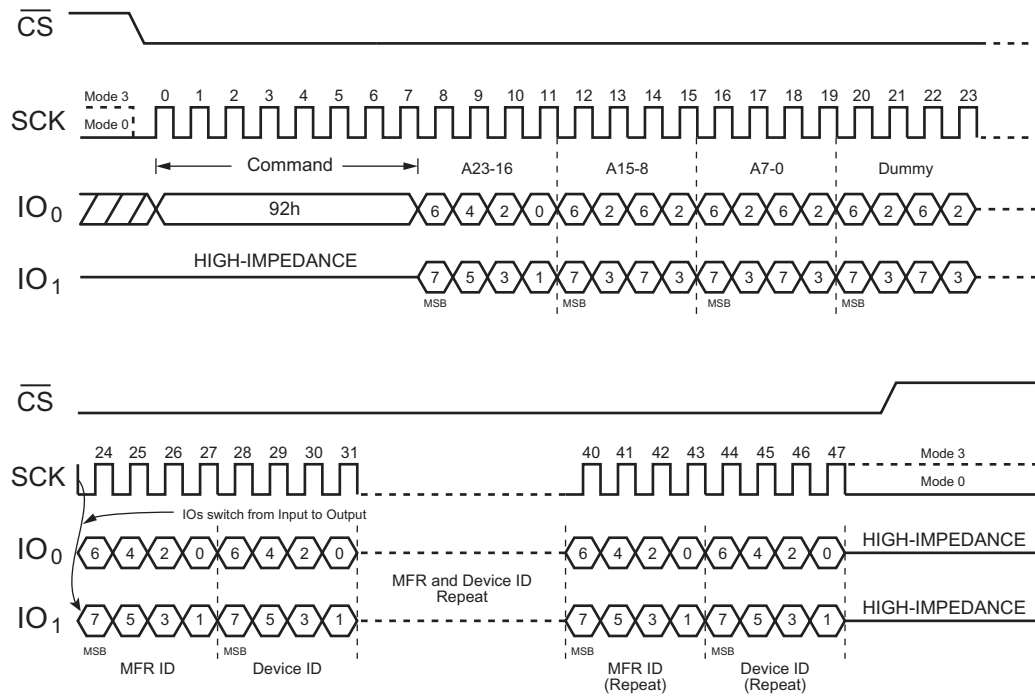 CS
Mode 3
0 1 2 3 4 5 6 7 8 9 10 11 12 13 14 15 16 17 18 19 20 21 22 23
SCK
Mode 0
Command A23-16 A15-8 A7-0 Dummy
IO0 92h 6 4 2 0 6 2 6 2 6 2 6 2 6 2 6 2
HIGH-IMPEDANCE
IO1 7 5 3 1 7 3 7 3 7 3 7 3 7 3 7 3
MSB MSB MSB MSB
CS
24 25 26 27 28 29 30 31 40 41 42 43 44 45 46 47 Mode 3
SCK
Mode 0
IOs switch from Input to Output
IO0 6 4 2 0 6 4 2 0 6 4 2 0 6 4 2 0 HIGH-IMPEDANCE
MFR and Device ID
Repeat
IO1 7 5 3 1 7 5 3 1 7 5 3 1 7 5 3 1 HIGH-IMPEDANCE
MSB MSB MSB MSB
MFR ID Device ID MFR ID Device ID
(Repeat) (Repeat)